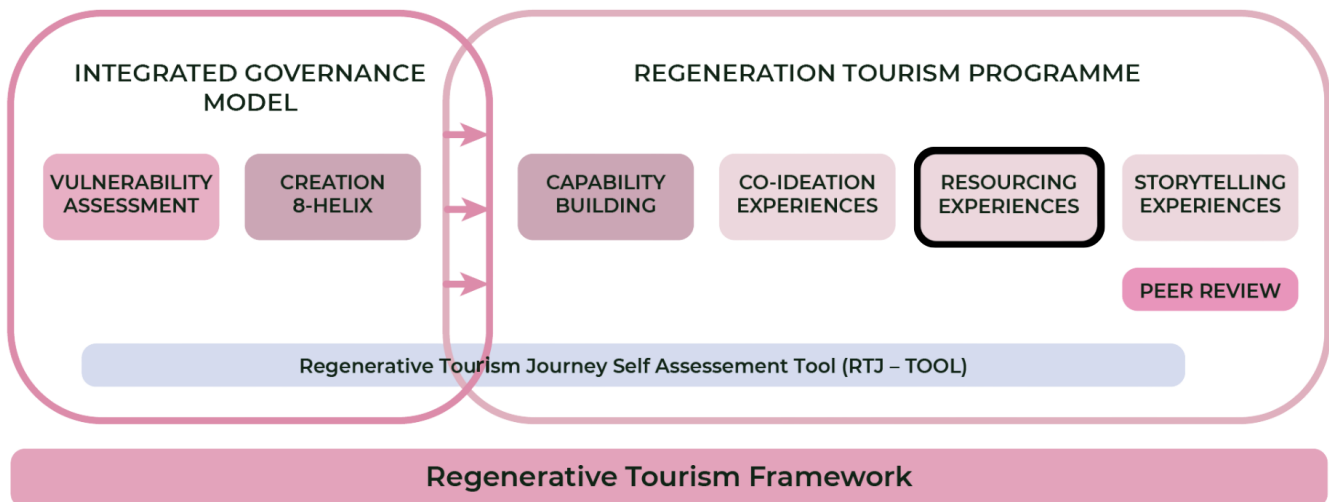 INTEGRATED GOVERNANCE
MODEL
REGENERATION TOURISM PROGRAMME
VULNERABILITY
ASSESSMENT
CREATION
8-HELIX
CAPABILITY
BUILDING
CO-IDEATION
EXPERIENCES
RESOURCING
EXPERIENCES
STORYTELLING
EXPERIENCES
PEER REVIEW
Regenerative Tourism Journey Self Assessement Tool (RTJ – TOOL)
Regenerative Tourism Framework